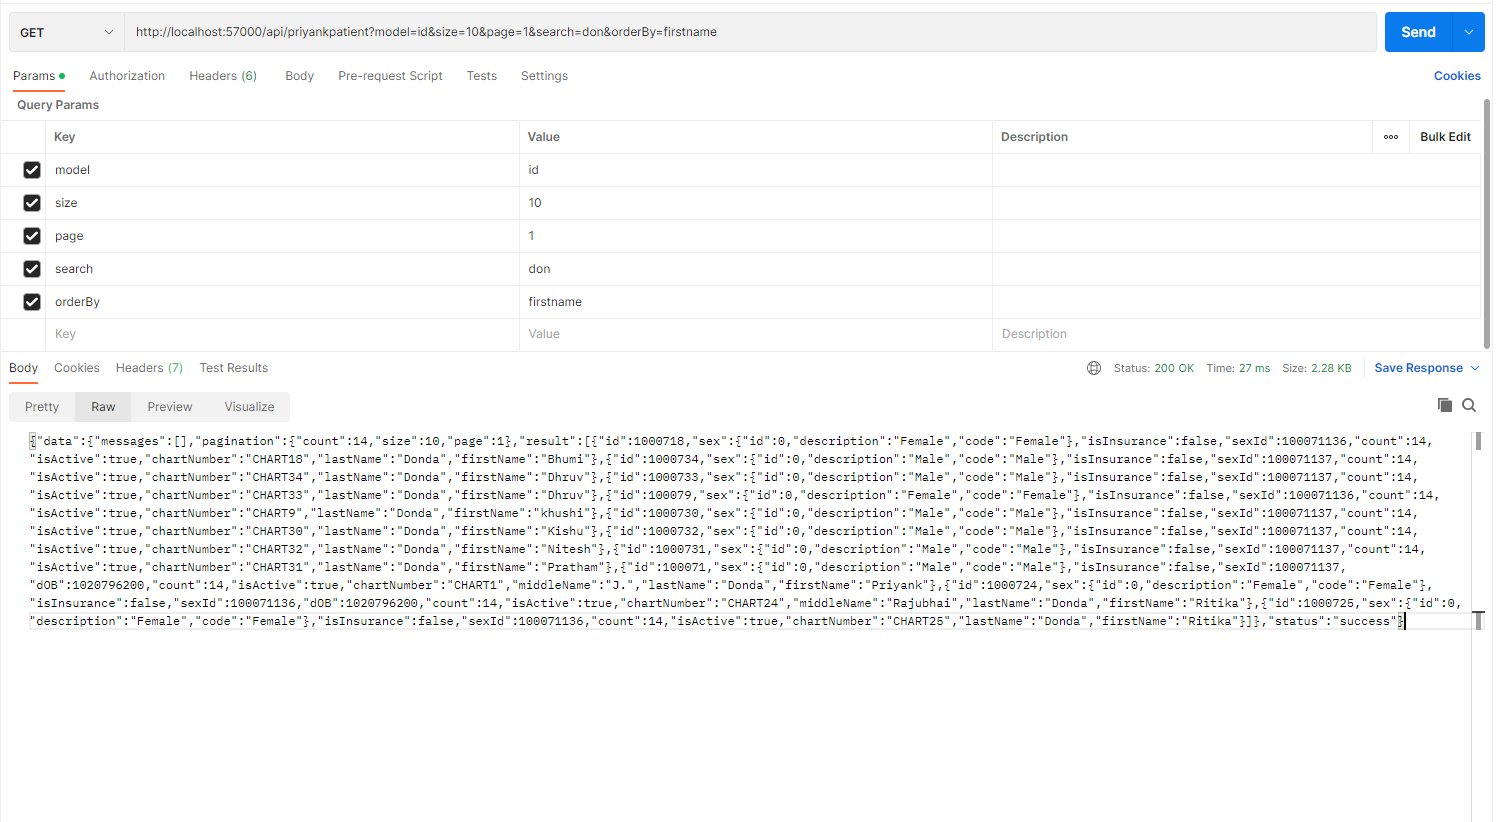 GET
http://localhost:57000/api/priyankpatient?model=id&size=10&page=1&search=don&orderBy=firstname
Send
Params Authorization Headers (6) Body Pre-request Script Tests Settings Cookies
Query Params
Key Value Description ooo Bulk Edit
model id
size 10
page 1
search don
orderBy firstname
Key Value Description
Body Cookies Headers (7) Test Results Status: 200 OK Time: 27 ms Size: 2.28 KB Save Response
Pretty Raw Preview Visualize
{"data":{"messages":[],"pagination":{"count":14,"size":10,"page":1},"result":[{"id":1000718,"sex":{"id":0,"description":"Female","code":"Female"},"isInsurance":false,"sexId":100071136,"count":14,
"isActive":true,"chartNumber":"CHART18","lastName":"Donda","firstName":"Bhumi"},{"id":1000734,"sex":{"id":0,"description":"Male","code":"Male"},"isInsurance":false,"sexId":100071137,"count":14,
"isActive":true,"chartNumber":"CHART34","lastName":"Donda","firstName":"Dhruv"},{"id":1000733,"sex":{"id":0,"description":"Male","code":"Male"},"isInsurance":false,"sexId":100071137,"count":14,
"isActive":true,"chartNumber":"CHART33","lastName":"Donda","firstName":"Dhruv"},{"id":100079,"sex":{"id":0,"description":"Female","code":"Female"},"isInsurance":false,"sexId":100071136,"count":14,
"isActive":true,"chartNumber":"CHART9","lastName":"Donda","firstName":"khushi"},{"id":1000730,"sex":{"id":0,"description":"Male","code":"Male"},"isInsurance":false,"sexId":100071137,"count":14,
"isActive":true,"chartNumber":"CHART30","lastName":"Donda","firstName":"Kishu"},{"id":1000732,"sex":{"id":0,"description":"Male","code":"Male"},"isInsurance":false,"sexId":100071137,"count":14,
"isActive":true,"chartNumber":"CHART32","lastName":"Donda","firstName":"Nitesh"},{"id":1000731,"sex":{"id":0,"description":"Male","code":"Male"},"isInsurance":false,"sexId":100071137,"count":14,
"isActive":true,"chartNumber":"CHART31","lastName":"Donda","firstName":"Pratham"},{"id":100071,"sex":{"id":0,"description":"Male","code":"Male"},"isInsurance":false,"sexId":100071137,
"dOB":1020796200,"count":14,"isActive":true,"chartNumber":"CHART1","middleName":"J.","lastName":"Donda","firstName":"Priyank"},{"id":1000724,"sex":{"id":0,"description":"Female","code":"Female"},
"isInsurance":false,"sexId":100071136,"dOB":1020796200,"count":14,"isActive":true,"chartNumber":"CHART24","middleName":"Rajubhai","lastName":"Donda","firstName":"Ritika"},{"id":1000725,"sex":{"id":0,
"description":"Female","code":"Female"},"isInsurance":false,"sexId":100071136,"count":14,"isActive":true,"chartNumber":"CHART25","lastName":"Donda","firstName":"Ritika"}]},"status":"success"}